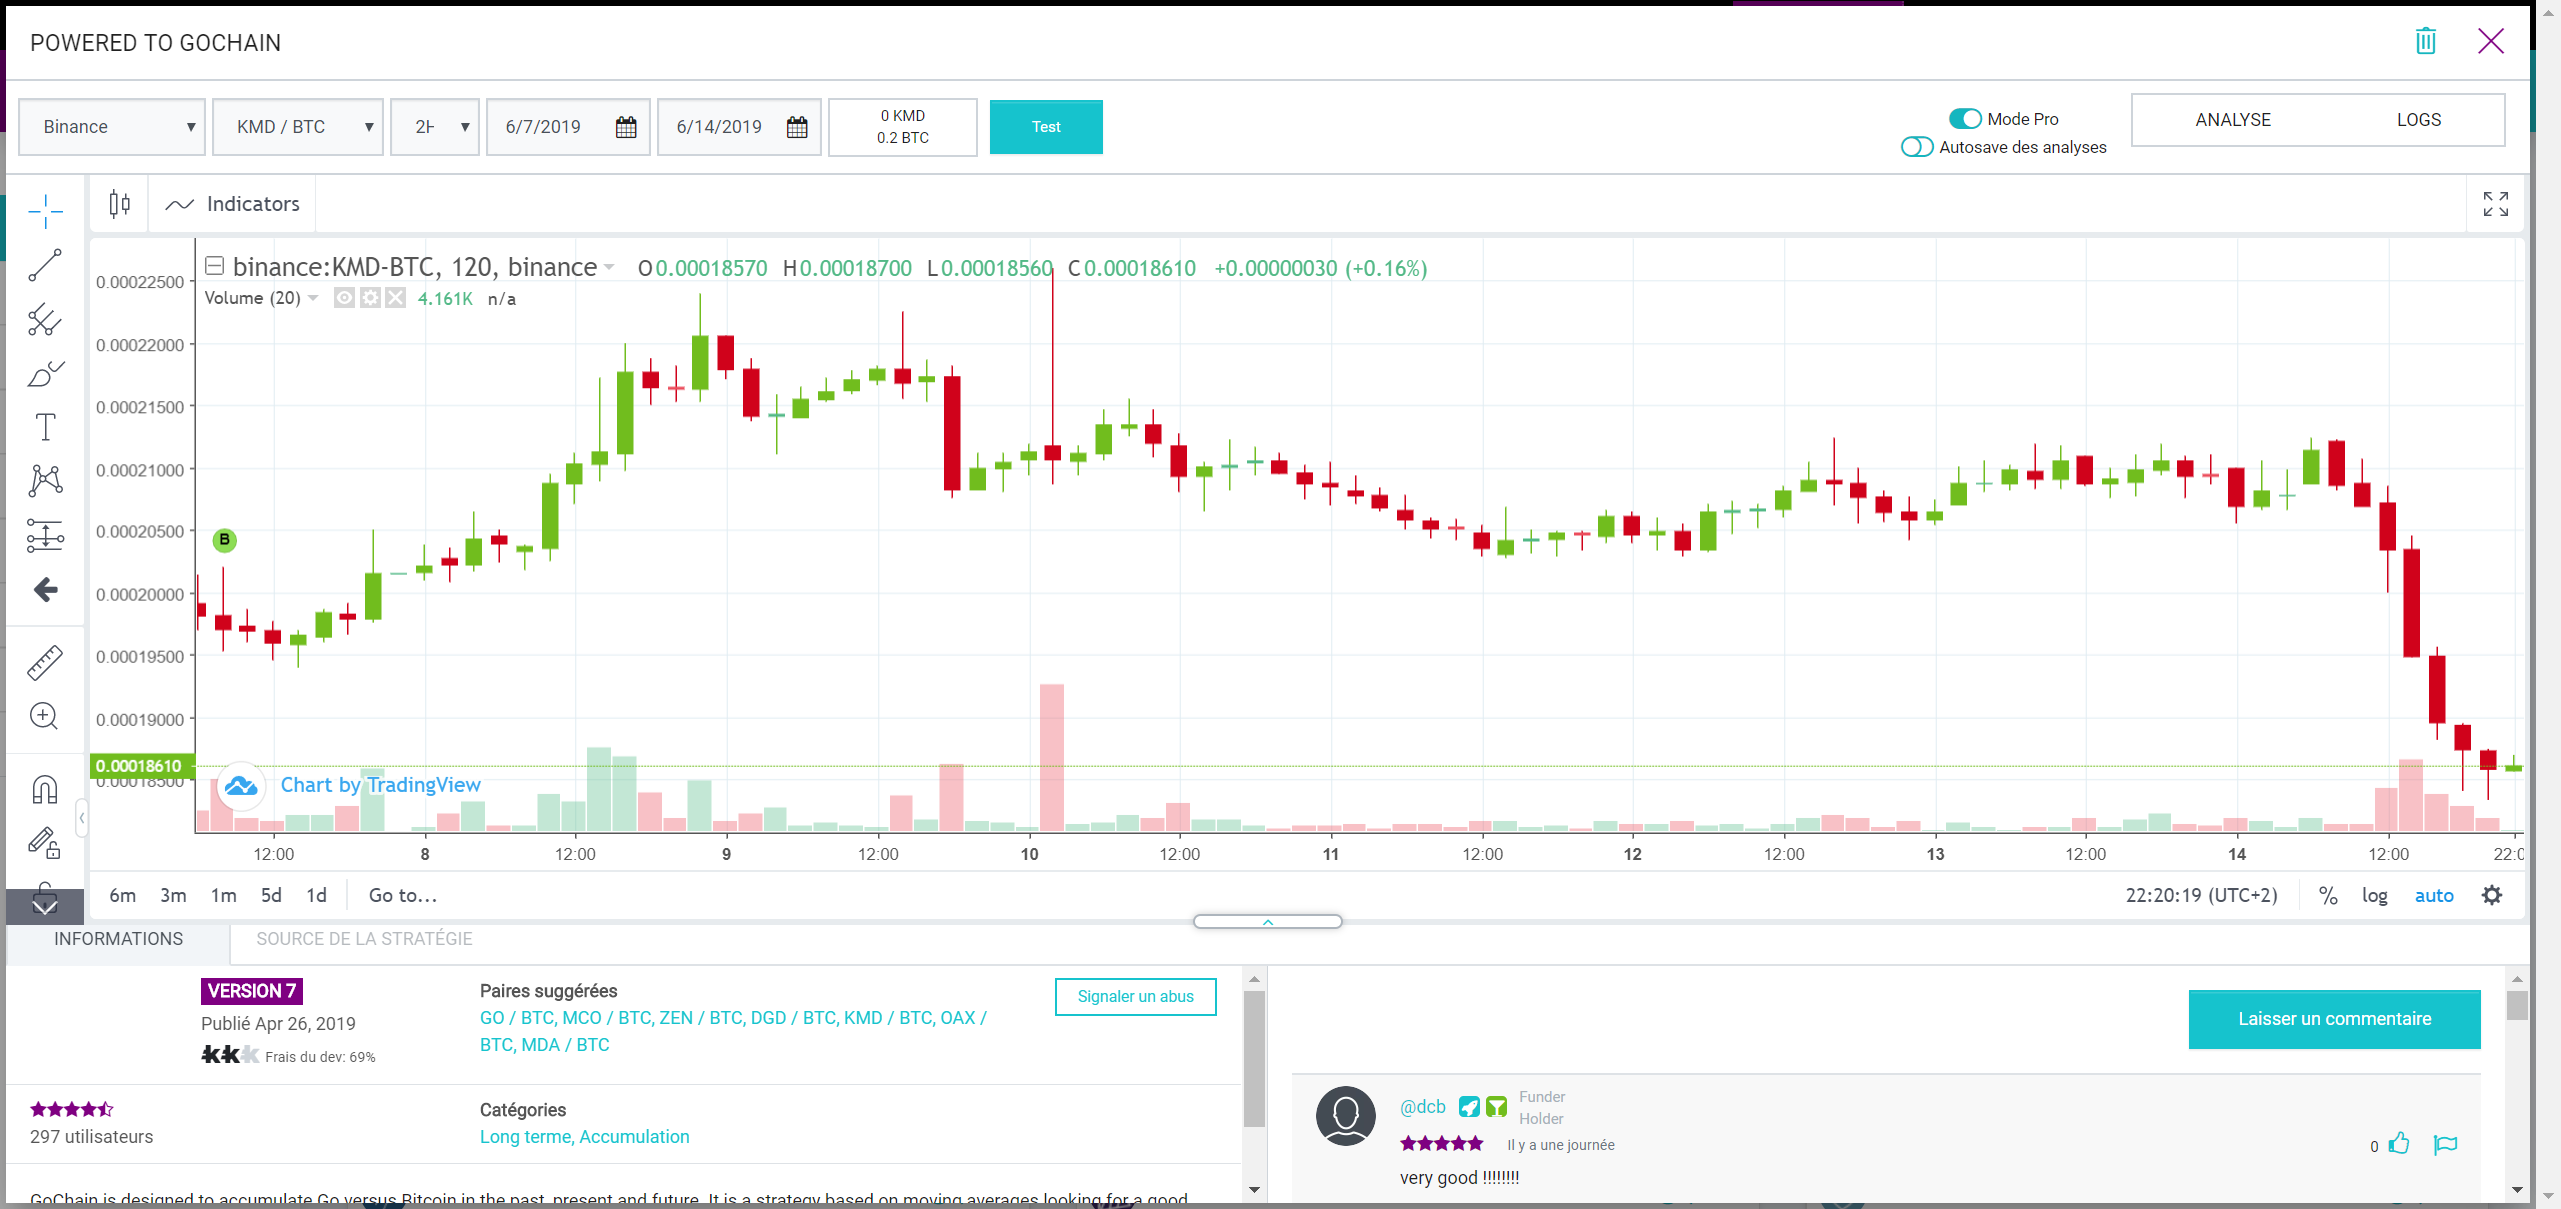 POWERED TO GOCHAIN
Binance
KMD / BTC
2H
6/7/2019
6/14/2019
0 KMD
0.2 BTC
Test
Mode Pro
Autosave des analyses
ANALYSE
LOGS
Indicators
binance:KMD-BTC, 120, binance O 0.00018570 H 0.00018700 L 0.00018560 C 0.00018610 +0.00000030 (+0.16%)
Volume (20) 4.161K n/a
0.00022500
0.00022000
0.00021500
0.00021000
0.00020500
0.00020000
0.00019500
0.00019000
0.00018610
0.00018500
B
Chart by TradingView
12:00 8 12:00 9 12:00 10 12:00 11 12:00 12 12:00 13 12:00 14 12:00 22:0
6m 3m 1m 5d 1d Go to...
22:20:19 (UTC+2) % log auto
INFORMATIONS
SOURCE DE LA STRATÉGIE
VERSION 7
Publié Apr 26, 2019
Frais du dev: 69%
Paires suggérées
GO / BTC, MCO / BTC, ZEN / BTC, DGD / BTC, KMD / BTC, OAX /
BTC, MDA / BTC
Signaler un abus
297 utilisateurs
Catégories
Long terme, Accumulation
GoChain is designed to accumulate Go versus Bitcoin in the past, present and future. It is a strategy based on moving averages looking for a good
Laisser un commentaire
@dcb
Funder
Holder
Il y a une journée
0
very good !!!!!!!!